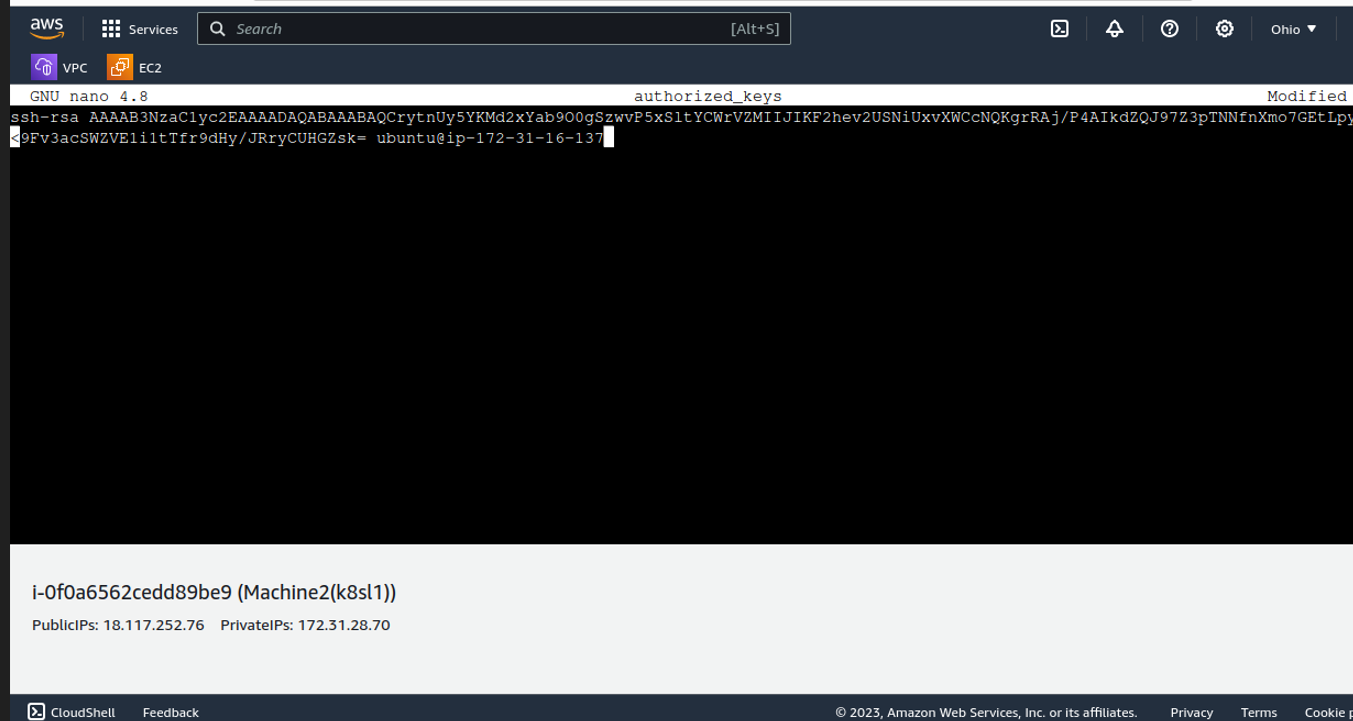 aws
Services
Search [Alt+S]
Ohio
VPC
EC2
GNU nano 4.8 authorized_keys Modified
ssh-rsa AAAAB3NzaC1yc2EAAAADAQABAAABAQCrytnUy5YKMd2xYab9O0gSzwvP5xSltYCWrVZMIIJIKF2hev2USNiUxvXWCcNQKgrRAj/P4AIkdZQJ97Z3pTNNfnXmo7GEtLpy
<9Fv3acSWZVE1iltTfr9dHy/JRryCUHGZsk= ubuntu@ip-172-31-16-137
i-0f0a6562cedd89be9 (Machine2(k8sl1))
PublicIPs: 18.117.252.76 PrivateIPs: 172.31.28.70
CloudShell Feedback © 2023, Amazon Web Services, Inc. or its affiliates. Privacy Terms Cookie p